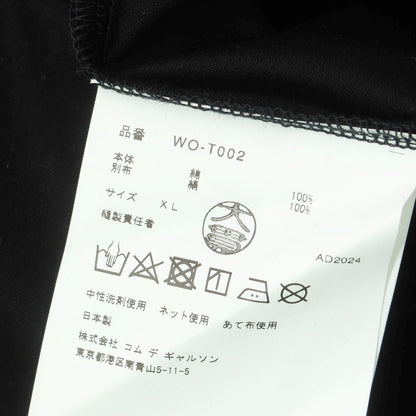 品番 WO-T002
本体 綿 100%
別布 綿 100%
サイズ XL
縫製責任者
AD2024
中性洗剤使用 ネット使用 あて布使用
日本製
株式会社 コム デ ギャルソン
東京都港区南青山5-11-5